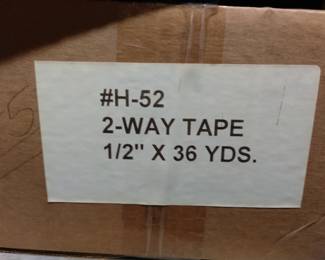 #H-52
2-WAY TAPE
1/2" X 36 YDS.